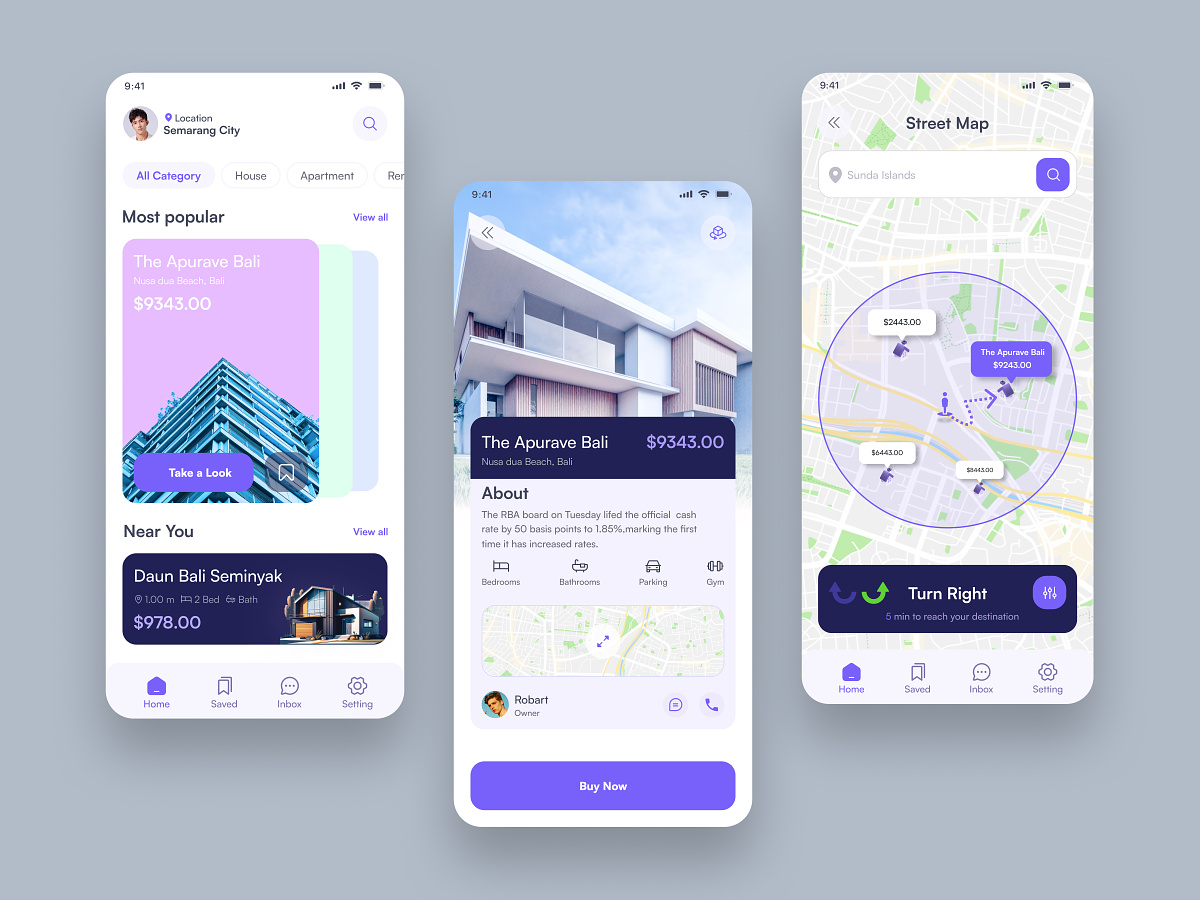 9:41
Location
Semarang City
All Category
House
Apartment
Rer
Most popular
View all
The Apurave Bali
Nusa dua Beach, Bali
$9343.00
Take a Look
Near You
View all
Daun Bali Seminyak
1.00 m
2 Bed
Bath
$978.00
Home
Saved
Inbox
Setting
9:41
The Apurave Bali
$9343.00
Nusa dua Beach, Bali
About
The RBA board on Tuesday lifed the official cash
rate by 50 basis points to 1.85%,marking the first
time it has increased rates.
Bedrooms
Bathrooms
Parking
Gym
Robart
Owner
Buy Now
9:41
Street Map
Sunda Islands
$2443.00
The Apurave Bali
$9243.00
$6443.00
$8443.00
Turn Right
5 min to reach your destination
Home
Saved
Inbox
Setting